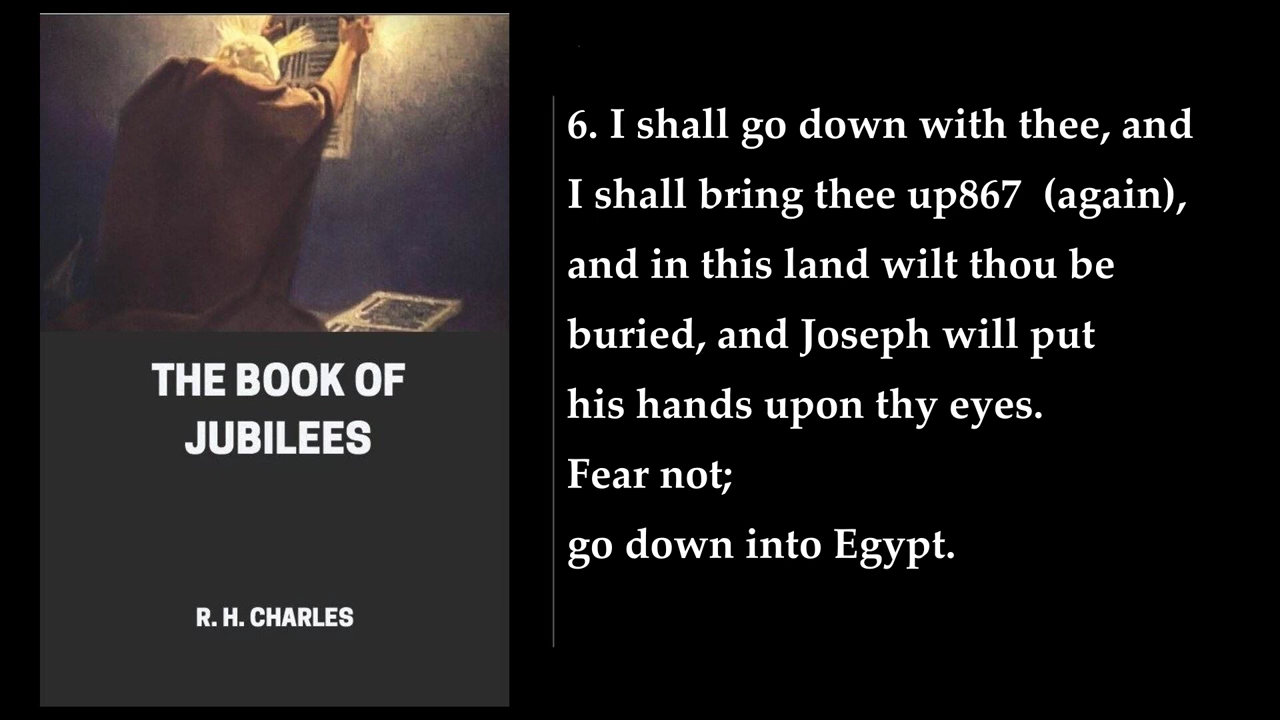 THE BOOK OF
JUBILEES
R. H. CHARLES
6. I shall go down with thee, and
I shall bring thee up867 (again),
and in this land wilt thou be
buried, and Joseph will put
his hands upon thy eyes.
Fear not;
go down into Egypt.